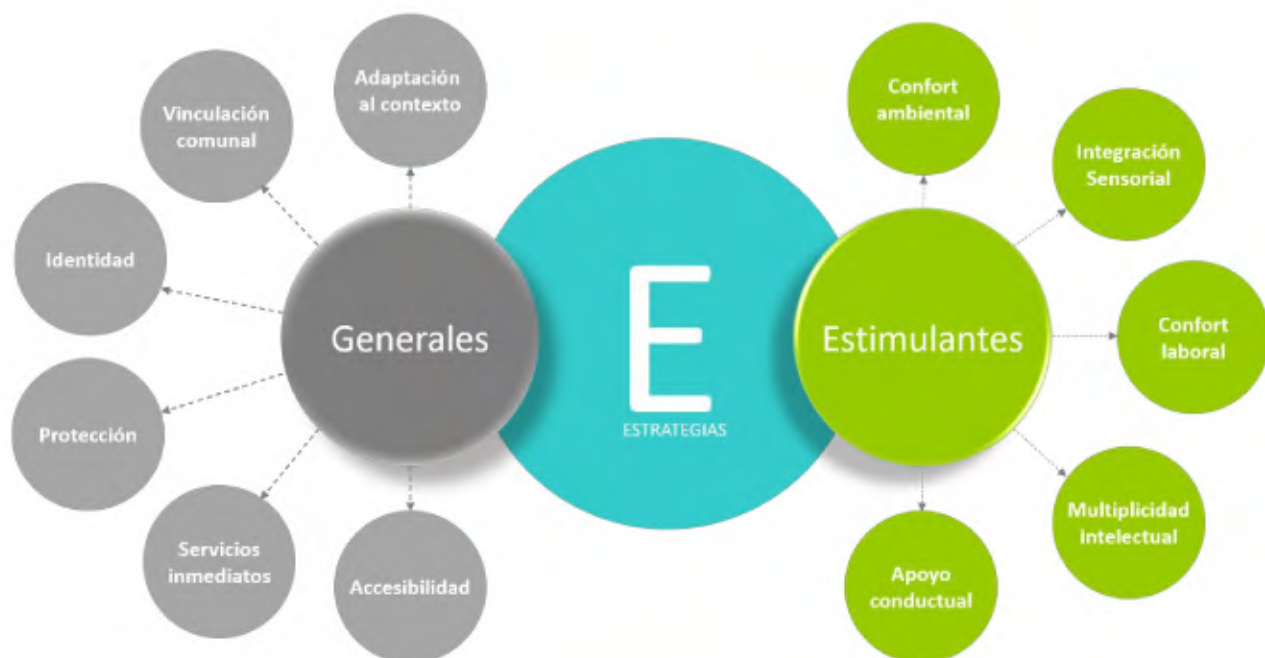 Adaptación
al contexto
Vinculación
comunal
Identidad
Protección
Servicios
inmediatos
Accesibilidad
Generales
E
ESTRATEGIAS
Estimulantes
Confort
ambiental
Integración
Sensorial
Confort
laboral
Multiplicidad
intelectual
Apoyo
conductual